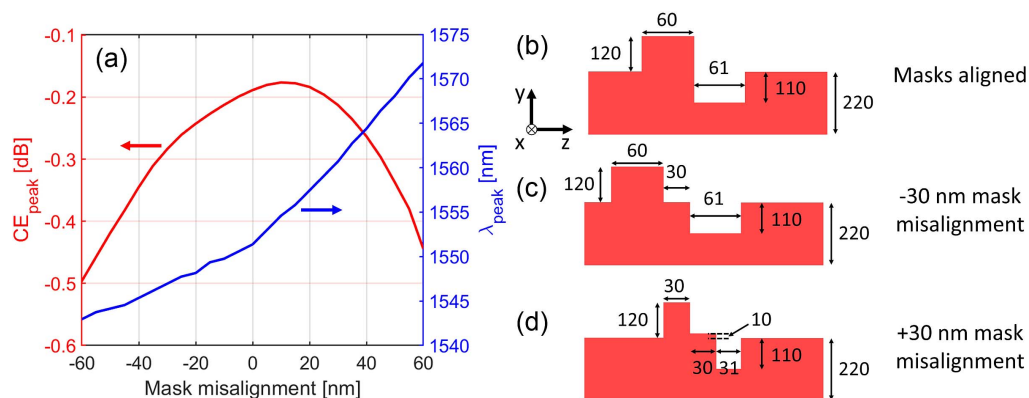 (a)
-0.1
-0.2
-0.3
-0.4
-0.5
-0.6
CEpeak [dB]
-60 -40 -20 0 20 40 60
Mask misalignment [nm]
1575
1570
1565
1560
1555
1550
1545
1540
λpeak [nm]
(b)
60
120
61
110
220
Masks aligned
y
x
z
(c)
60
30
120
61
110
220
-30 nm mask
misalignment
(d)
30
120
10
30
31
110
220
+30 nm mask
misalignment